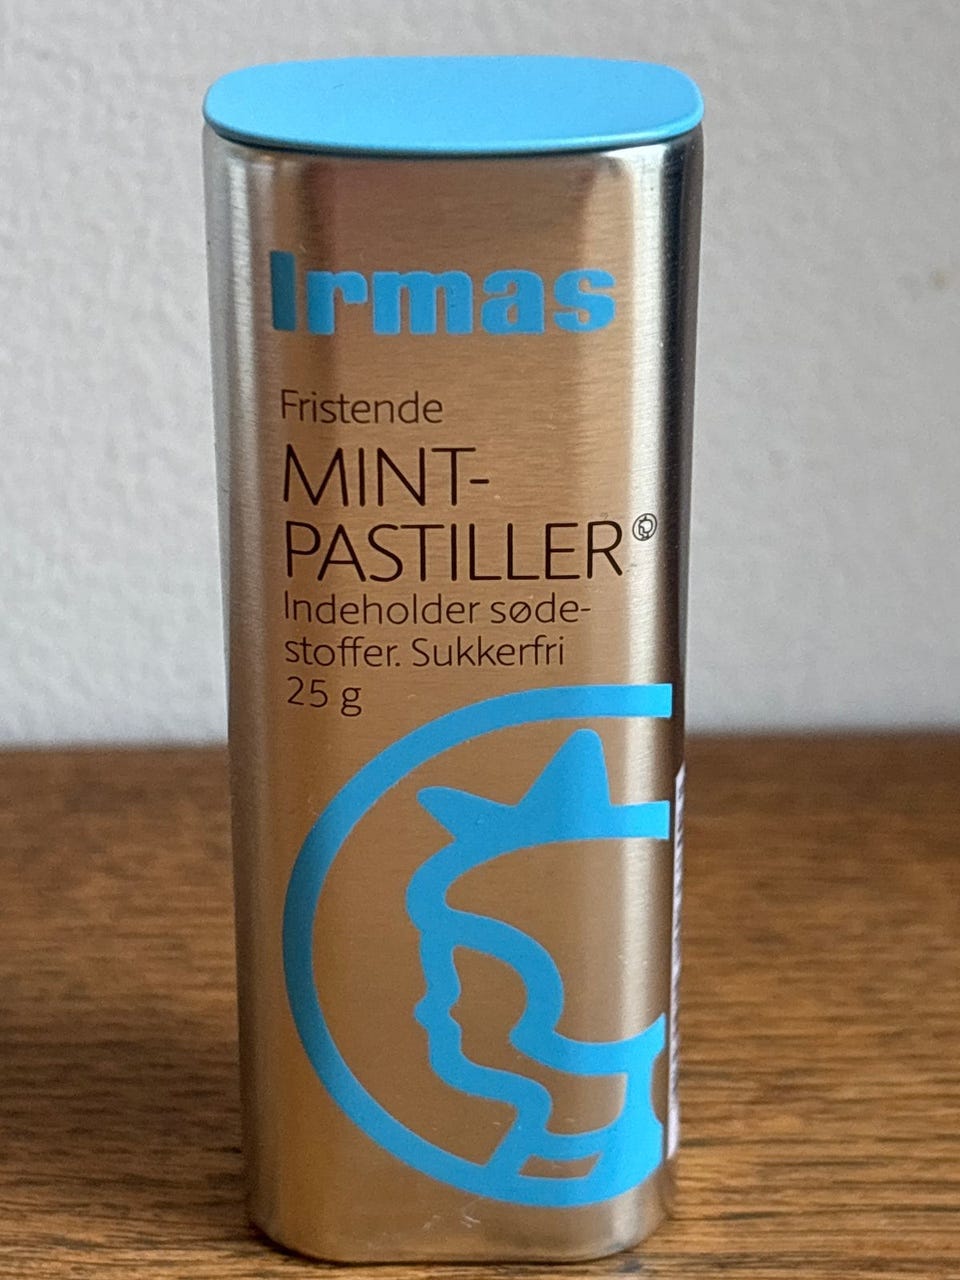 Irmas
Fristende
MINT-
PASTILLER
Indeholder søde-
stoffer. Sukkerfri
25 g